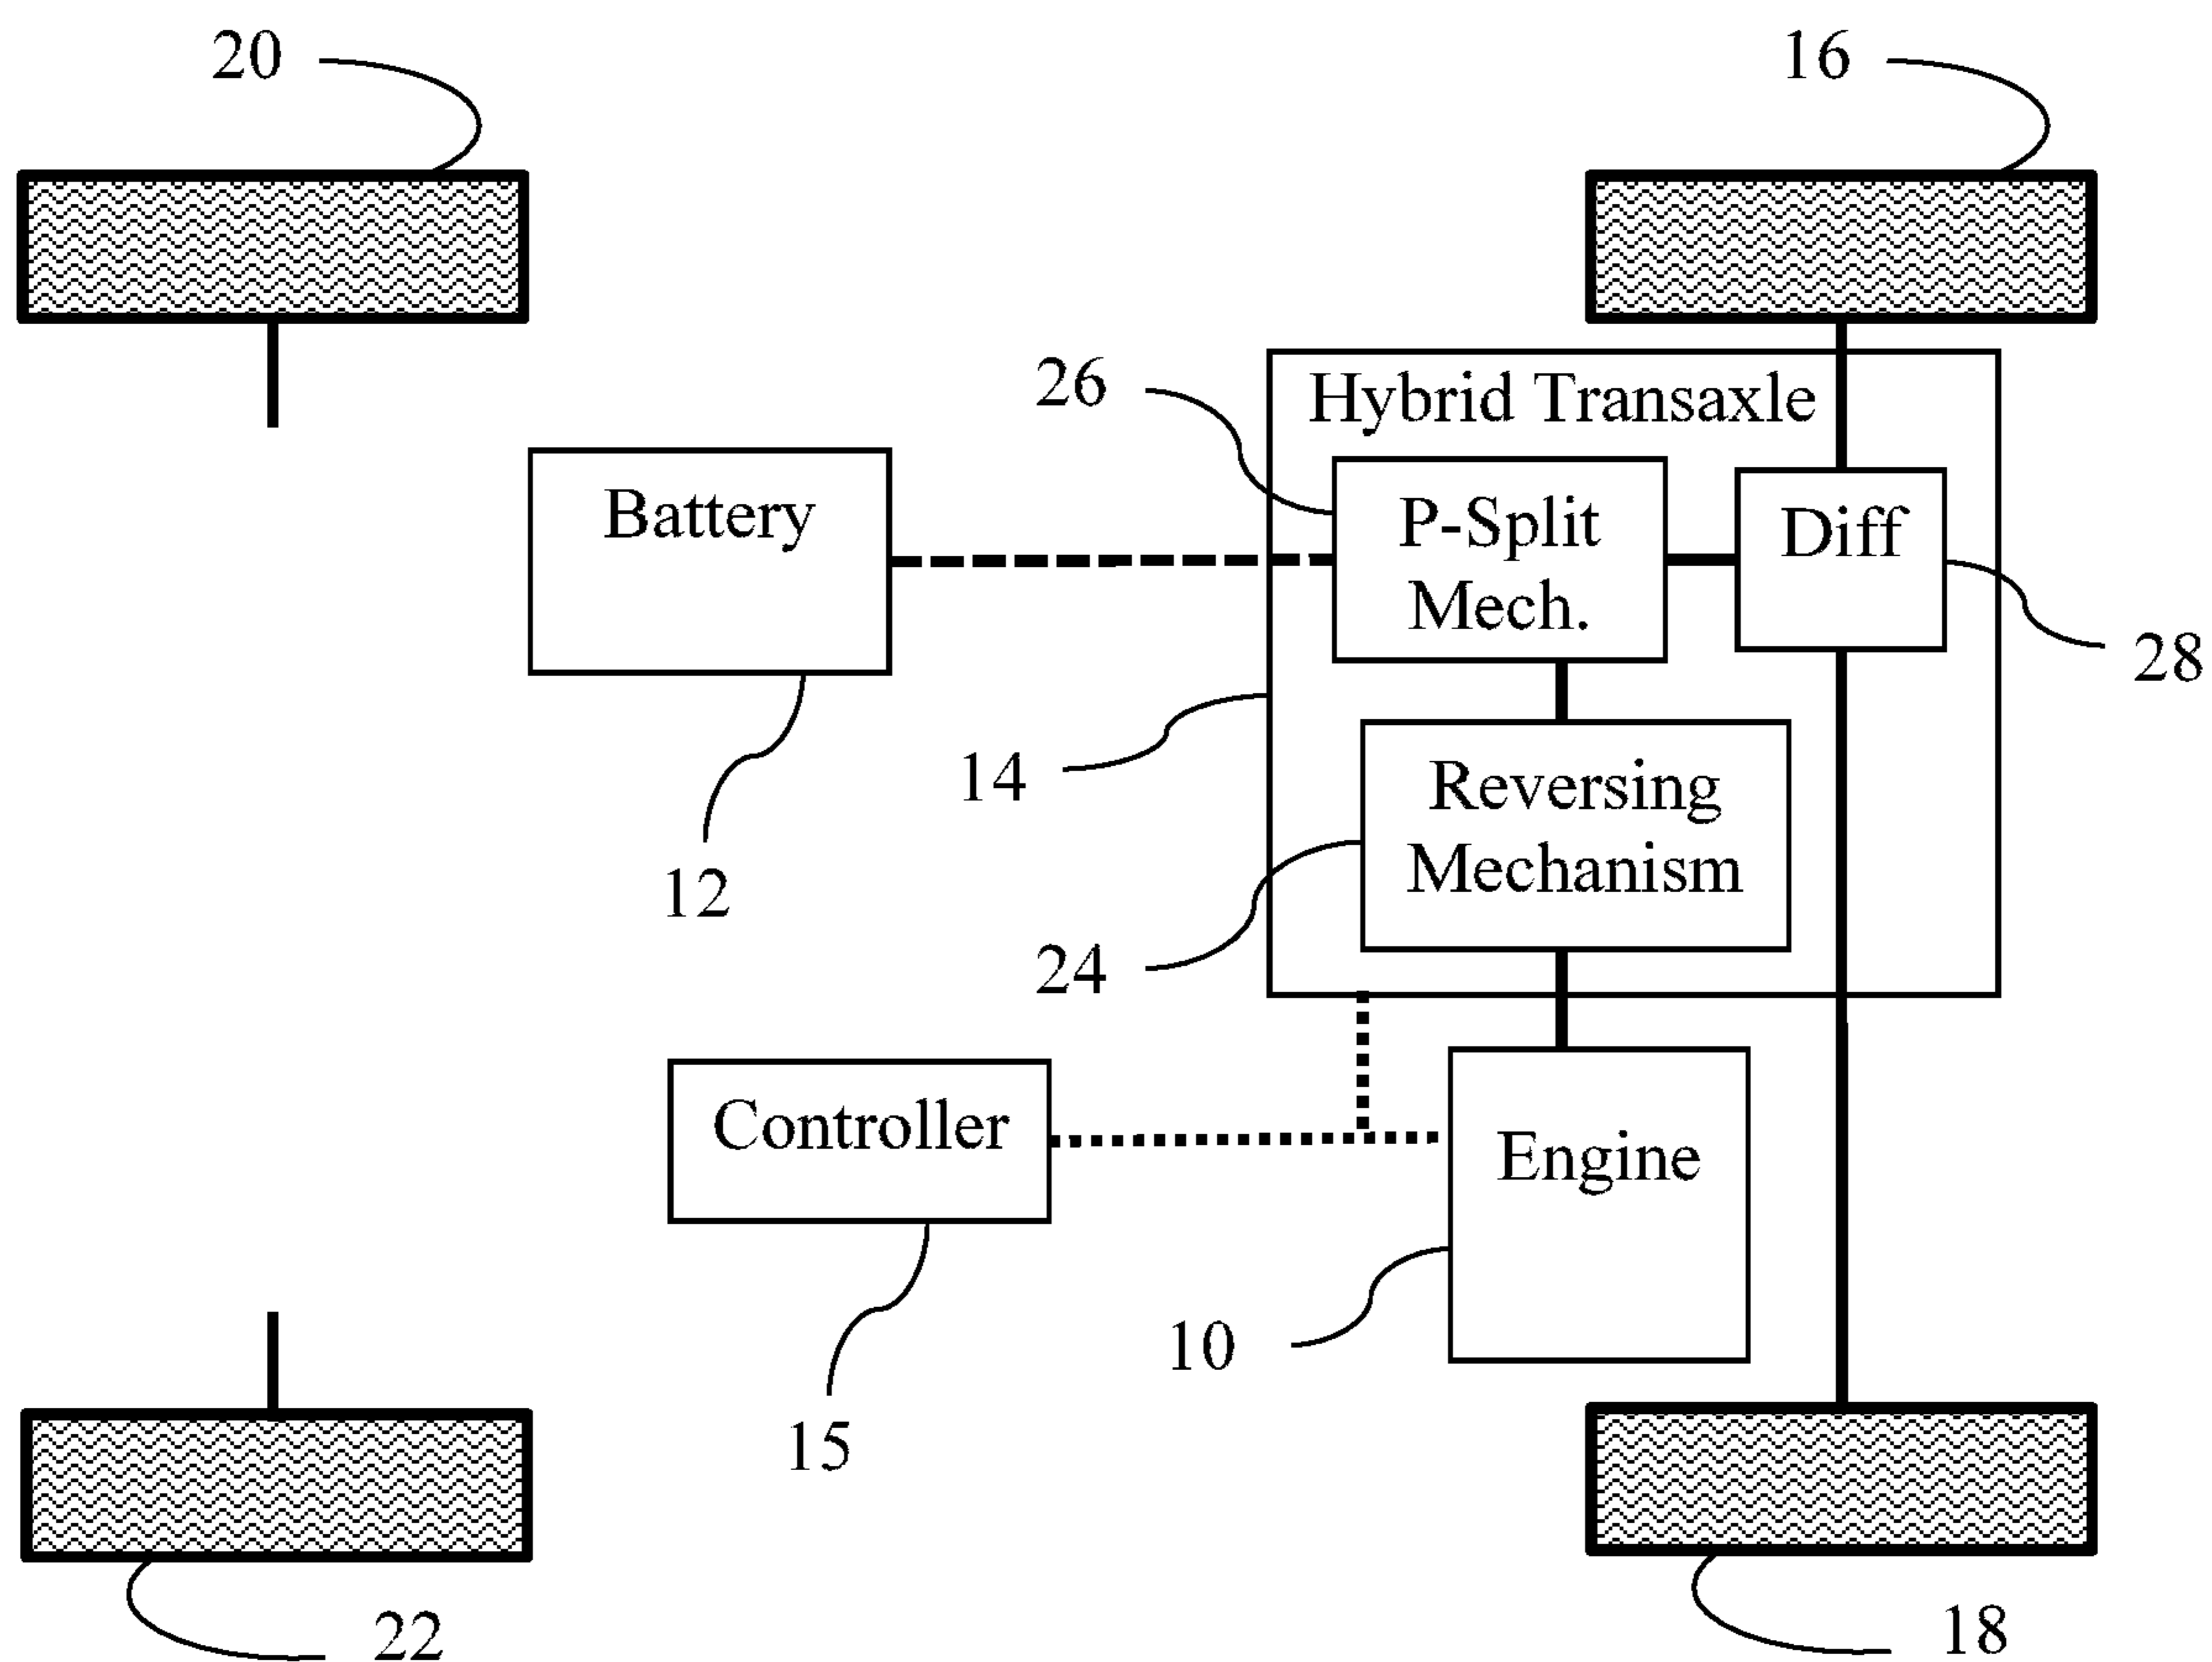 20
16
26
Hybrid Transaxle
Battery
P-Split
Mech.
Diff
28
14
12
Reversing
Mechanism
24
Controller
Engine
10
15
22
18